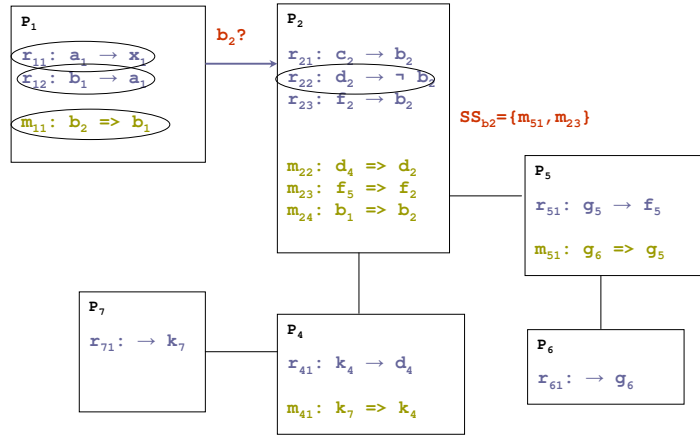 P₁
r₁₁: a₁ → x₁
r₁₂: b₁ → a₁
m₁₁: b₂ => b₁
b₂?
P₂
r₂₁: c₂ → b₂
r₂₂: d₂ → ¬ b₂
r₂₃: f₂ → b₂
m₂₂: d₄ => d₂
m₂₃: f₅ => f₂
m₂₄: b₁ => b₂
SS_b₂={m₅₁,m₂₃}
P₅
r₅₁: g₅ → f₅
m₅₁: g₆ => g₅
P₇
r₇₁: → k₇
P₄
r₄₁: k₄ → d₄
m₄₁: k₇ => k₄
P₆
r₆₁: → g₆